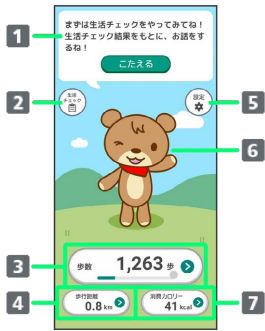 まずは生活チェックをやってみてね！
生活チェック結果をもとに、お話をす
るね！
こたえる
1
2
生活
チェック
設定
5
6
3
歩数 1,263 歩
4
歩行距離
0.8 km
消費カロリー
41 kcal
7